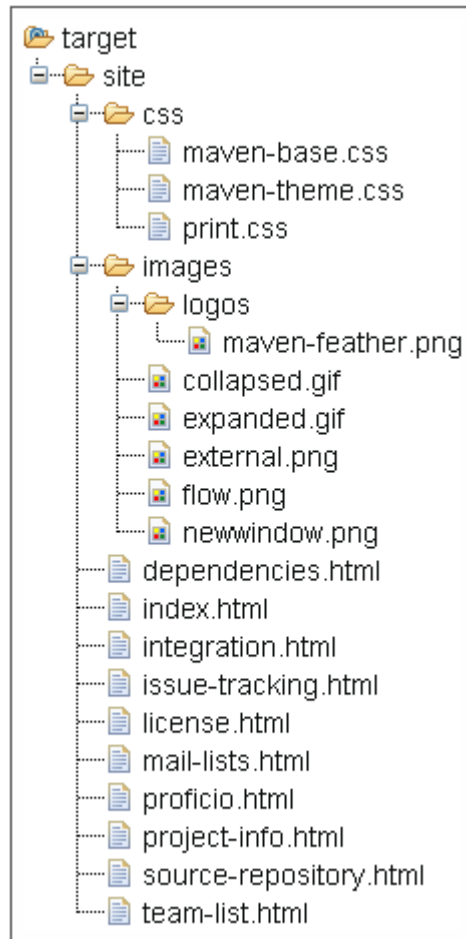 target
site
css
maven-base.css
maven-theme.css
print.css
images
logos
maven-feather.png
collapsed.gif
expanded.gif
external.png
flow.png
newwindow.png
dependencies.html
index.html
integration.html
issue-tracking.html
license.html
mail-lists.html
proficio.html
project-info.html
source-repository.html
team-list.html